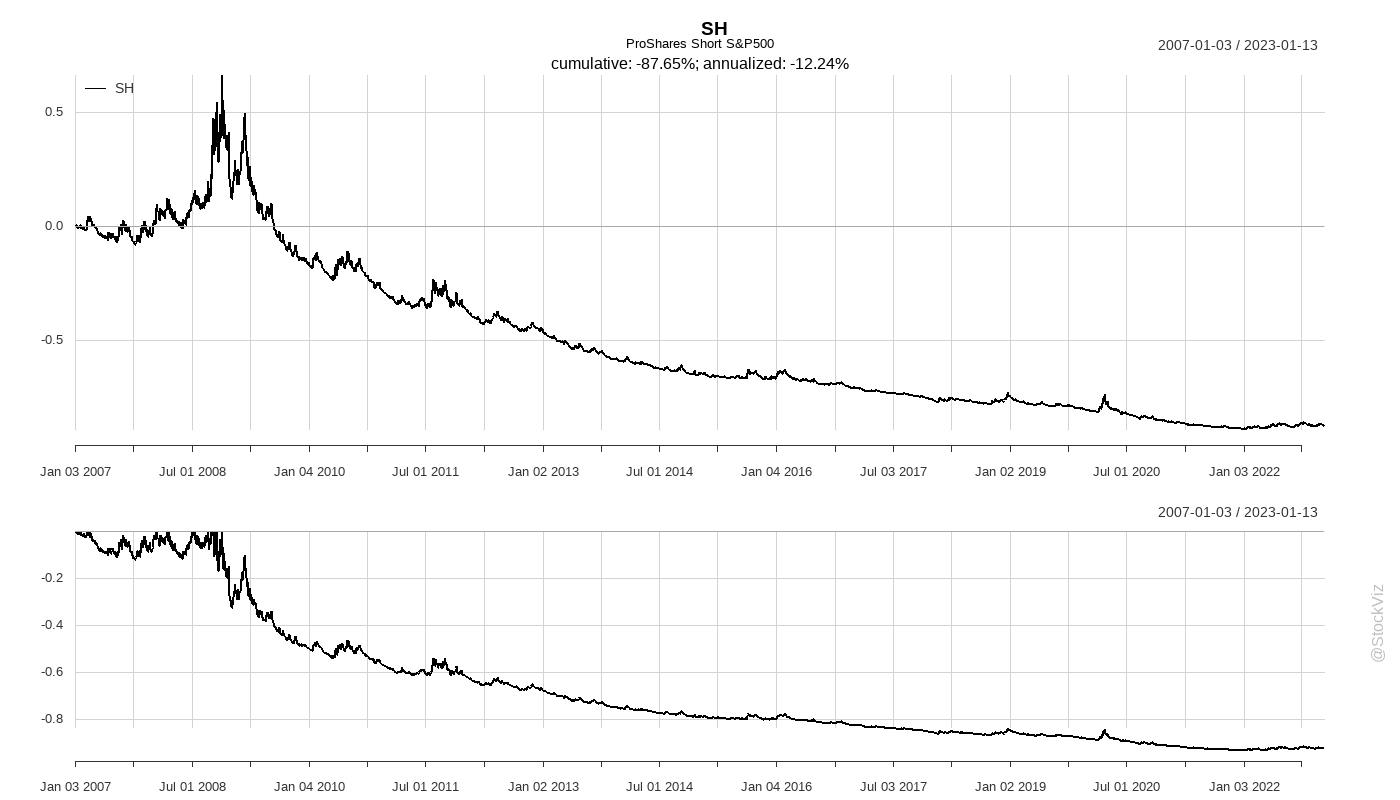 SH
ProShares Short S&P500
cumulative: -87.65%; annualized: -12.24%
2007-01-03 / 2023-01-13
SH
0.5
0.0
-0.5
Jan 03 2007 Jul 01 2008 Jan 04 2010 Jul 01 2011 Jan 02 2013 Jul 01 2014 Jan 04 2016 Jul 03 2017 Jan 02 2019 Jul 01 2020 Jan 03 2022
2007-01-03 / 2023-01-13
-0.2
-0.4
-0.6
-0.8
Jan 03 2007 Jul 01 2008 Jan 04 2010 Jul 01 2011 Jan 02 2013 Jul 01 2014 Jan 04 2016 Jul 03 2017 Jan 02 2019 Jul 01 2020 Jan 03 2022
@StockViz